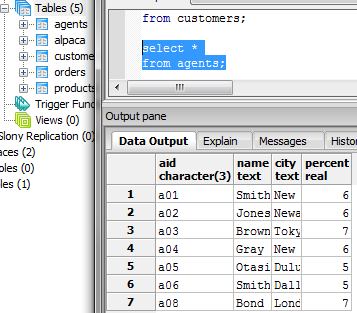 Tables (5)
agents
alpaca
custome
orders
products
Trigger Func
Views (0)
Slony Replication (0)
aces (2)
bles (0)
les (1)
from customers;
select *
from agents;
Output pane
Data Output Explain Messages Histor
aid character(3) name text city text percent real
1 a01 Smith New 6
2 a02 Jones Newa 6
3 a03 Brown Toky 7
4 a04 Gray New 6
5 a05 Otasi Dulu 5
6 a06 Smith Dall 5
7 a08 Bond Lond 7